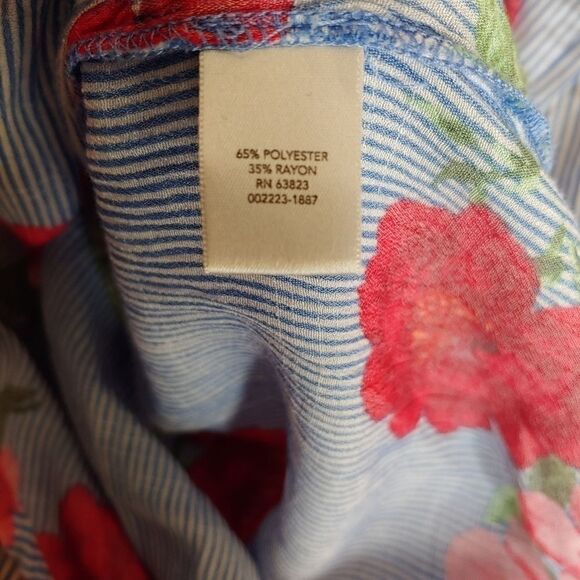 65% POLYESTER
35% RAYON
RN 63823
002223-1887